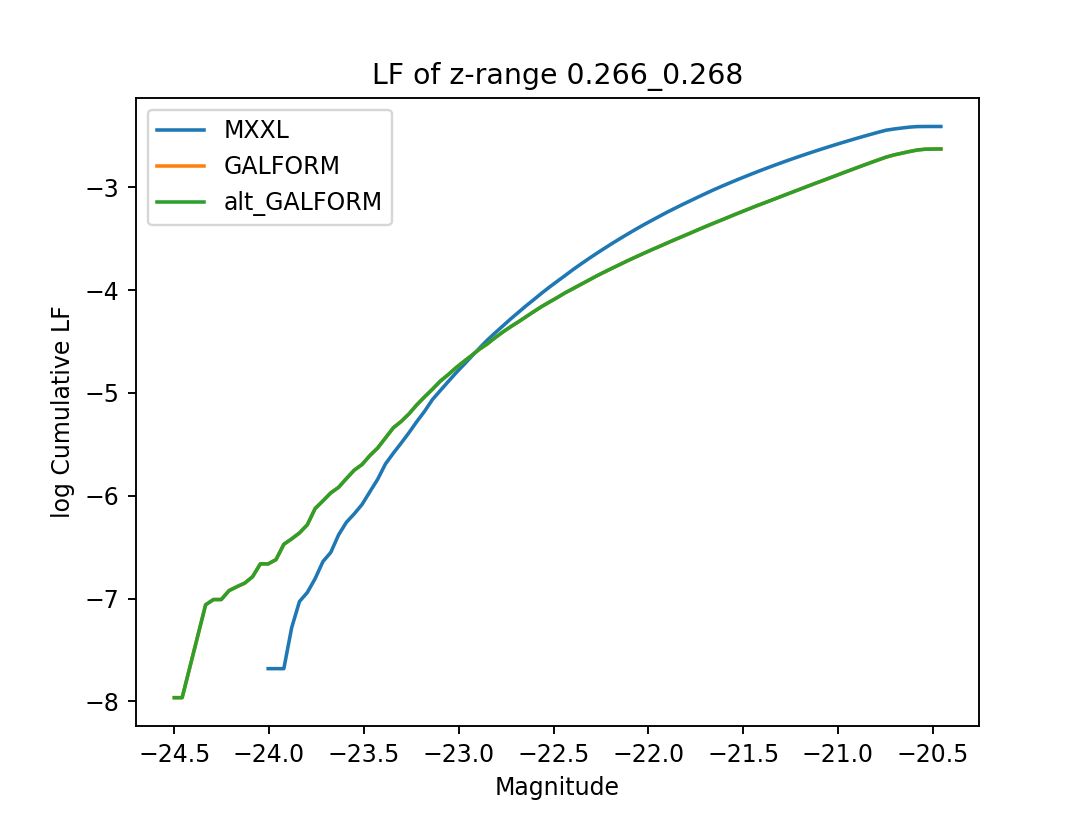 LF of z-range 0.266_0.268
MXXL
GALFORM
alt_GALFORM
log Cumulative LF
−3
−4
−5
−6
−7
−8
−24.5 −24.0 −23.5 −23.0 −22.5 −22.0 −21.5 −21.0 −20.5
Magnitude